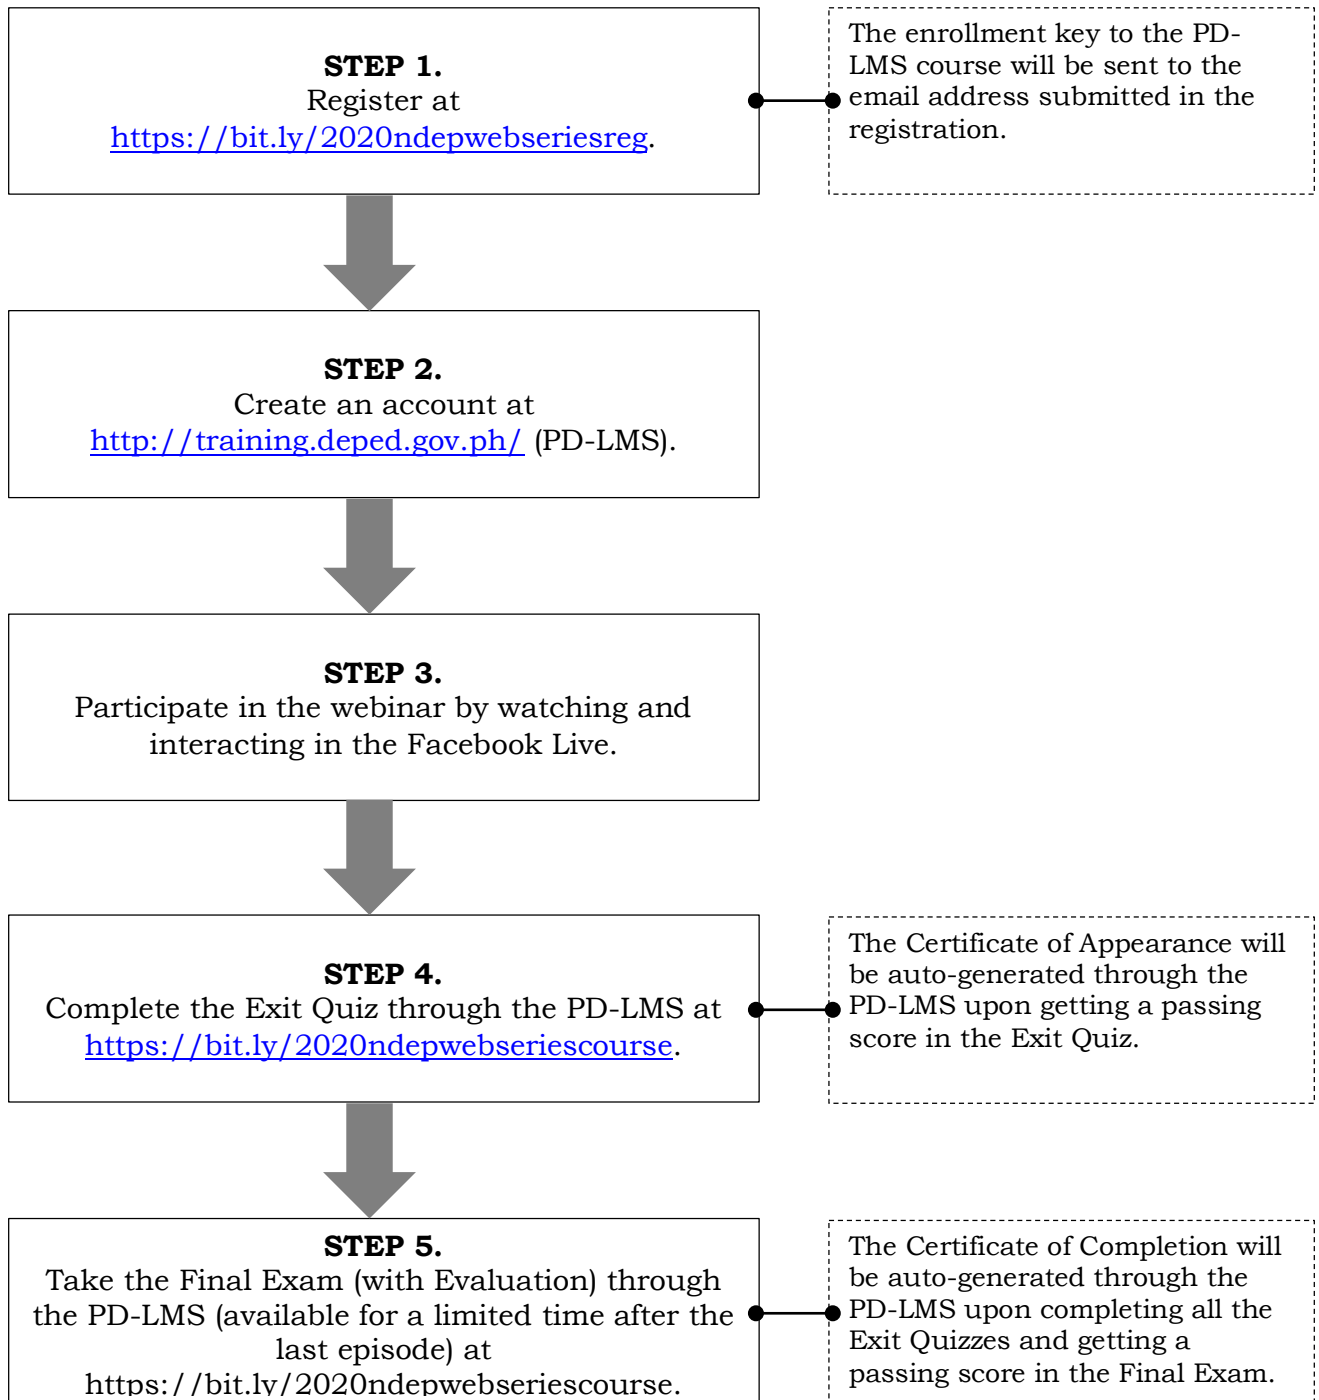 STEP 1.
Register at
https://bit.ly/2020ndepwebseriesreg.
The enrollment key to the PD-
LMS course will be sent to the
email address submitted in the
registration.
STEP 2.
Create an account at
http://training.deped.gov.ph/ (PD-LMS).
STEP 3.
Participate in the webinar by watching and
interacting in the Facebook Live.
STEP 4.
Complete the Exit Quiz through the PD-LMS at
https://bit.ly/2020ndepwebseriescourse.
The Certificate of Appearance will
be auto-generated through the
PD-LMS upon getting a passing
score in the Exit Quiz.
STEP 5.
Take the Final Exam (with Evaluation) through
the PD-LMS (available for a limited time after the
last episode) at
https://bit.ly/2020ndepwebseriescourse.
The Certificate of Completion will
be auto-generated through the
PD-LMS upon completing all the
Exit Quizzes and getting a
passing score in the Final Exam.